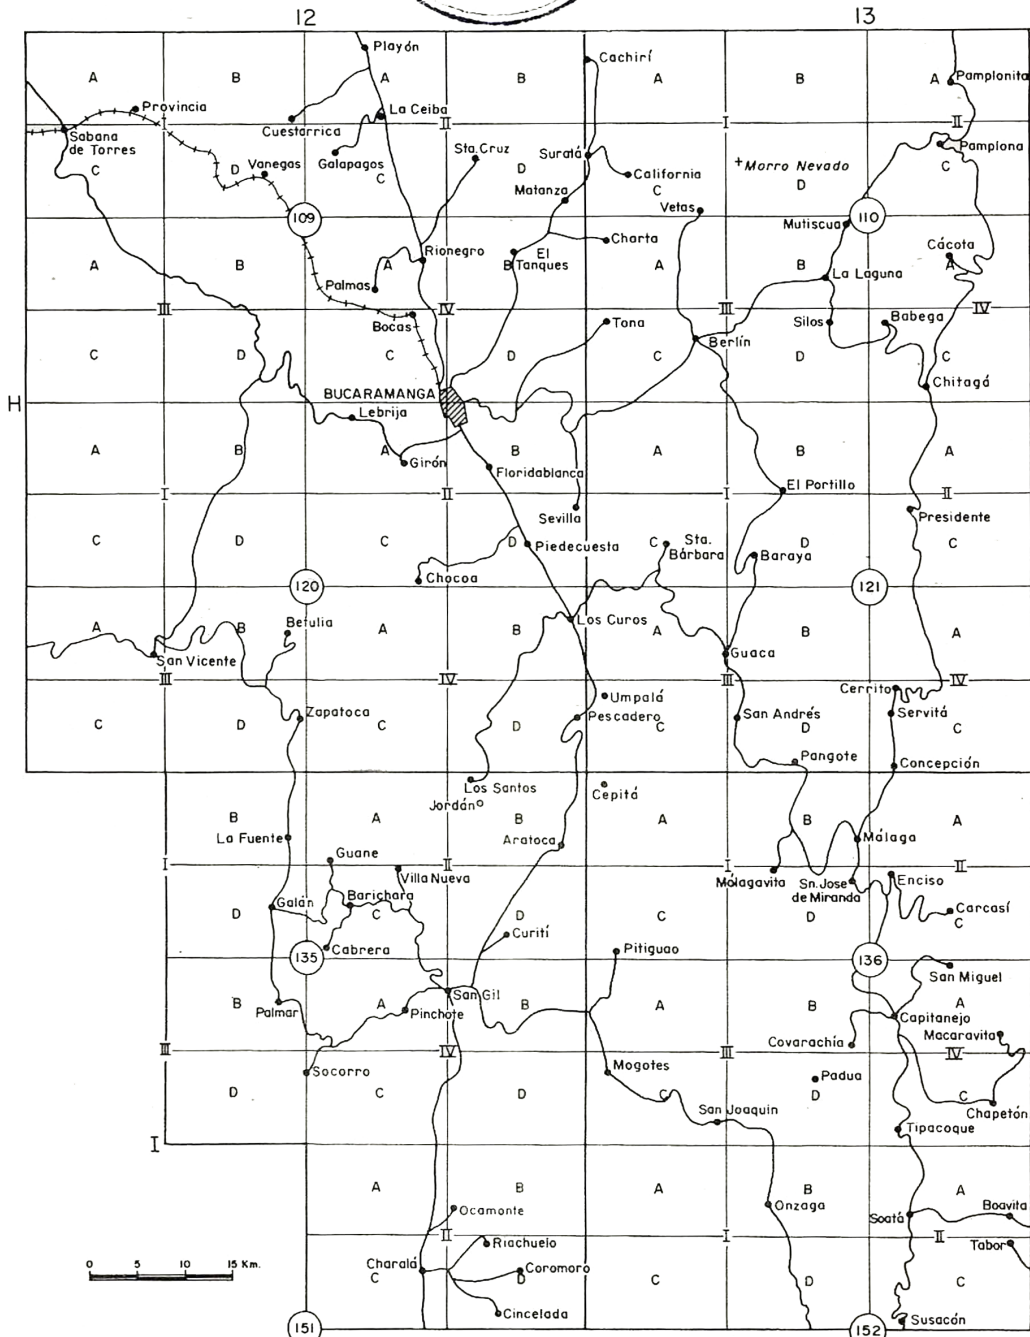 12 13
Playón
Cachirí
A B A B A B A Pamplonita
Provincia
La Ceiba
Cuestarrica
I II I II
Sabana
de Torres
Galapagos
Sta. Cruz
Suratá
Pamplona
Vanegas
+Morro Nevado
C D C D California
C D C
Matanza
Vetas
109 110
Mutiscua
Charta
Cácota
Rionegro
El
Tanques
A B A B A B A
La Laguna
Palmas
III IV III IV
Bocas
Tona
Silos
Babega
Berlín
C D C D C D C
Chitagá
BUCARAMANGA
H
Lebrija
A B A B A B
Girón
Floridablanca
El Portillo
I II I II
Sevilla
Presidente
C D C D C Sta.
Bárbara
D C
Piedecuesta
Baraya
Chocoa
120 121
Betulia
Los Curos
A B A B A B A
San Vicente
Guaca
III IV III IV
Cerrito
Umpalá
Zapatoca
Pescadero
San Andrés
Servitá
C D D C D C
Pangote
Concepción
Los Santos
Cepitá
Jordán
B A A B A
La Fuente
Aratoca
Málaga
Guane
I II I II
Villa Nueva
Málagavita
Sn. Jose
de Miranda
Enciso
Galán
Barichara
Carcasí
D C D C D C
Curití
Cabrera
Pitiguao
135 136
San Miguel
San Gil
B A B A B A
Palmar
Pinchote
Capitanejo
Macaravita
Covarachía
III IV III IV
Socorro
Mogotes
Padua
D C D C D C
Chapetón
San Joaquin
Tipacoque
I
A B A B A
Ocamonte
Onzaga
Soatá
Boavita
II I II
Riachuelo
Tabor
Charalá
Coromoro
C D C D C
0 5 10 15 Km.
Cincelada
Susacón
151 152